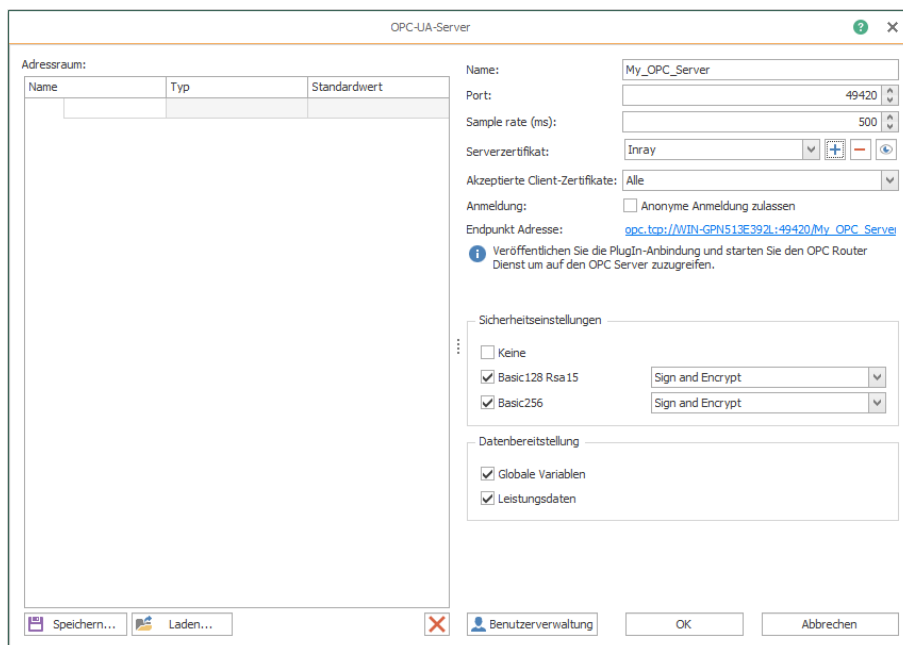 OPC-UA-Server
Adressraum:
Name Typ Standardwert
Name: My_OPC_Server
Port: 49420
Sample rate (ms): 500
Serverzertifikat: Inray
Akzeptierte Client-Zertifikate: Alle
Anmeldung: Anonyme Anmeldung zulassen
Endpunkt Adresse: opc.tcp://WIN-GPN513E392L:49420/My_OPC_Server
Veröffentlichen Sie die PlugIn-Anbindung und starten Sie den OPC Router
Dienst um auf den OPC Server zuzugreifen.
Sicherheitseinstellungen
Keine
Basic128 Rsa15 Sign and Encrypt
Basic256 Sign and Encrypt
Datenbereitstellung
Globale Variablen
Leistungsdaten
Speichern... Laden... Benutzerverwaltung OK Abbrechen